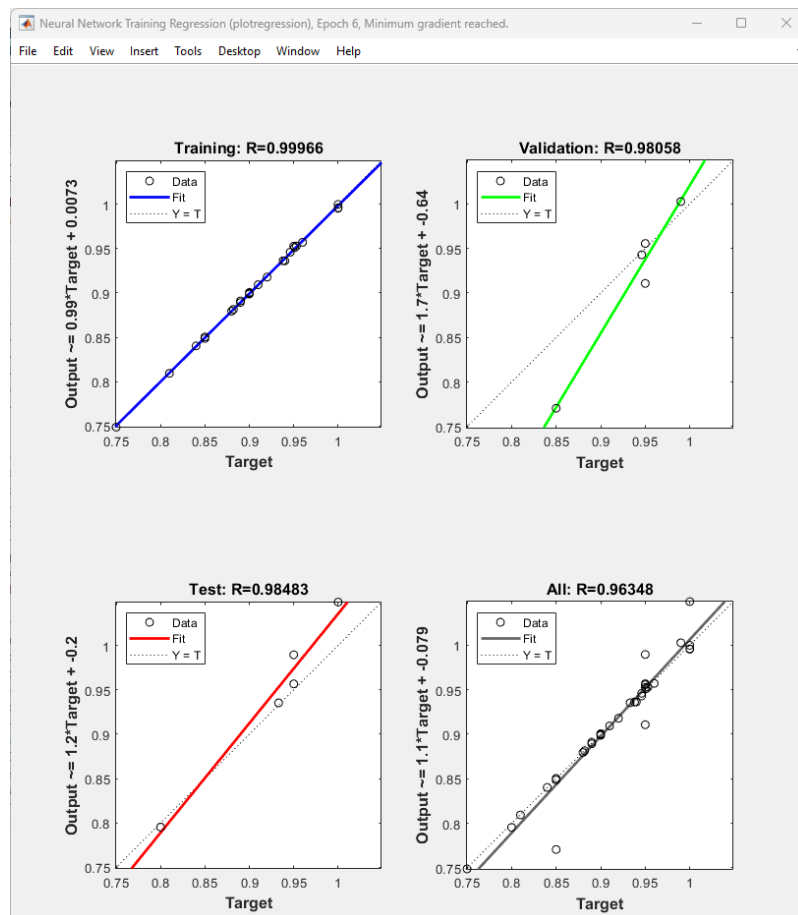 Neural Network Training Regression (plotregression), Epoch 6, Minimum gradient reached.
File Edit View Insert Tools Desktop Window Help
Training: R=0.99966
Output ~= 0.99*Target + 0.0073
Data
Fit
Y = T
1
0.95
0.9
0.85
0.8
0.75
0.75 0.8 0.85 0.9 0.95 1
Target
Validation: R=0.98058
Output ~= 1.7*Target + -0.64
Data
Fit
Y = T
1
0.95
0.9
0.85
0.8
0.75
0.75 0.8 0.85 0.9 0.95 1
Target
Test: R=0.98483
Output ~= 1.2*Target + -0.2
Data
Fit
Y = T
1
0.95
0.9
0.85
0.8
0.75
0.75 0.8 0.85 0.9 0.95 1
Target
All: R=0.96348
Output ~= 1.1*Target + -0.079
Data
Fit
Y = T
1
0.95
0.9
0.85
0.8
0.75
0.75 0.8 0.85 0.9 0.95 1
Target